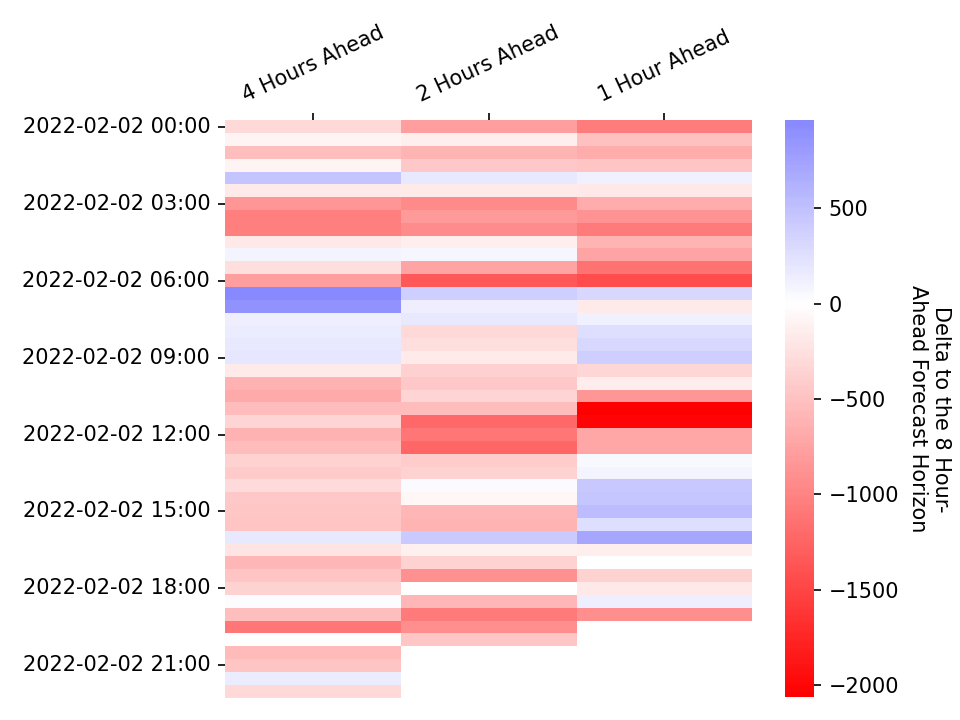 4 Hours Ahead
2 Hours Ahead
1 Hour Ahead
2022-02-02 00:00
2022-02-02 03:00
2022-02-02 06:00
2022-02-02 09:00
2022-02-02 12:00
2022-02-02 15:00
2022-02-02 18:00
2022-02-02 21:00
500
0
−500
−1000
−1500
−2000
Delta to the 8 Hour-
Ahead Forecast Horizon